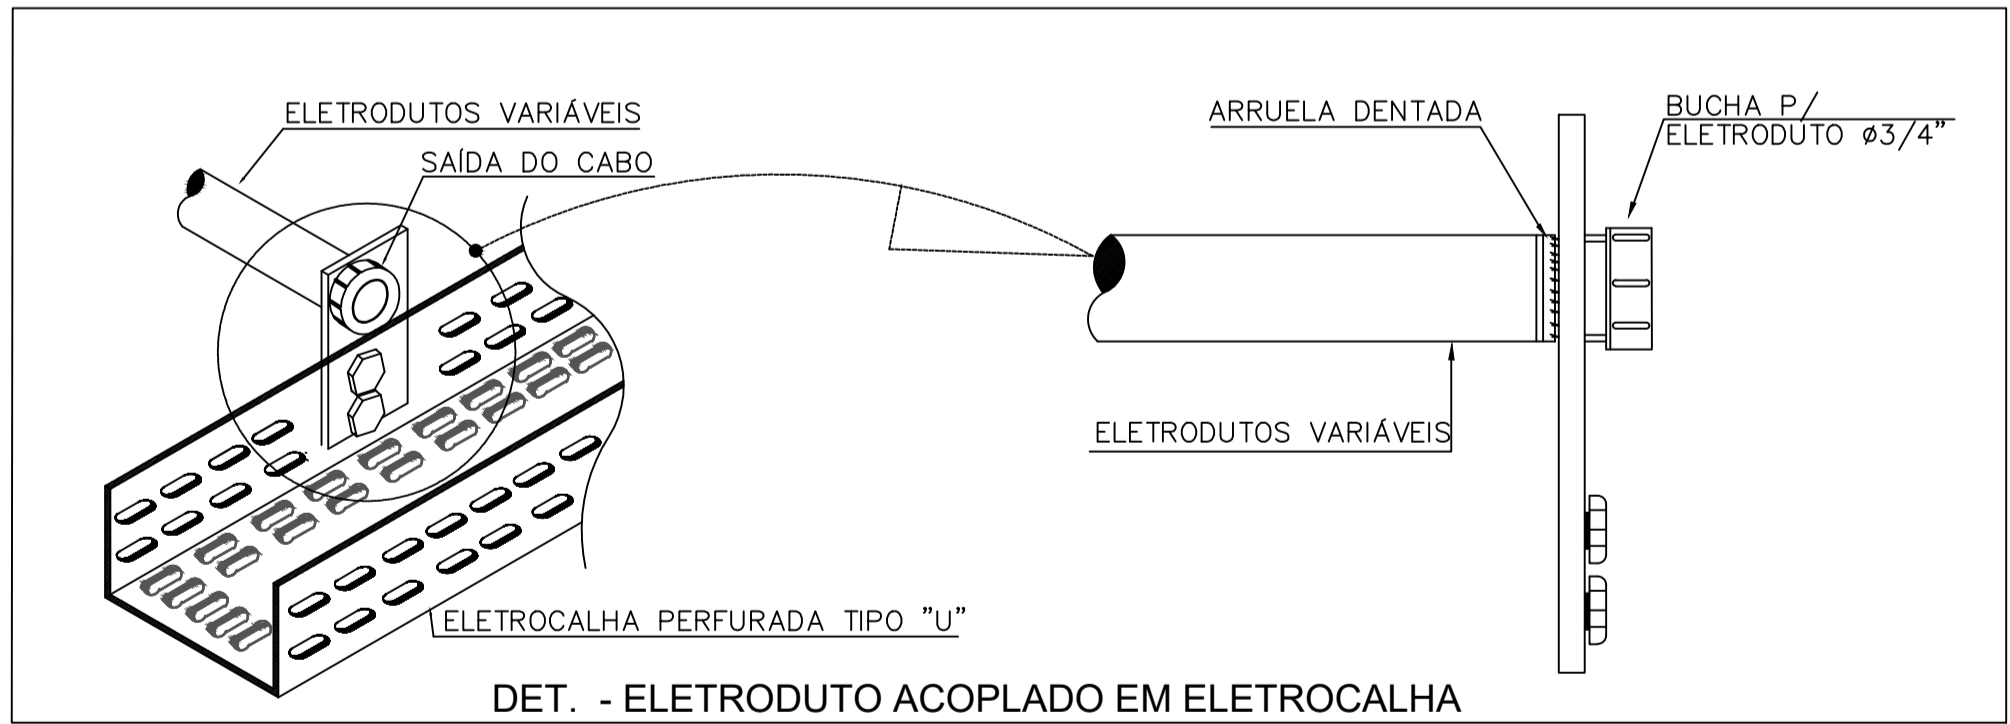 ELETRODUTOS VARIÁVEIS
SAÍDA DO CABO
ARRUELA DENTADA
BUCHA P/
ELETRODUTO ø3/4”
ELETRODUTOS VARIÁVEIS
ELETROCALHA PERFURADA TIPO ”U”
DET. - ELETRODUTO ACOPLADO EM ELETROCALHA